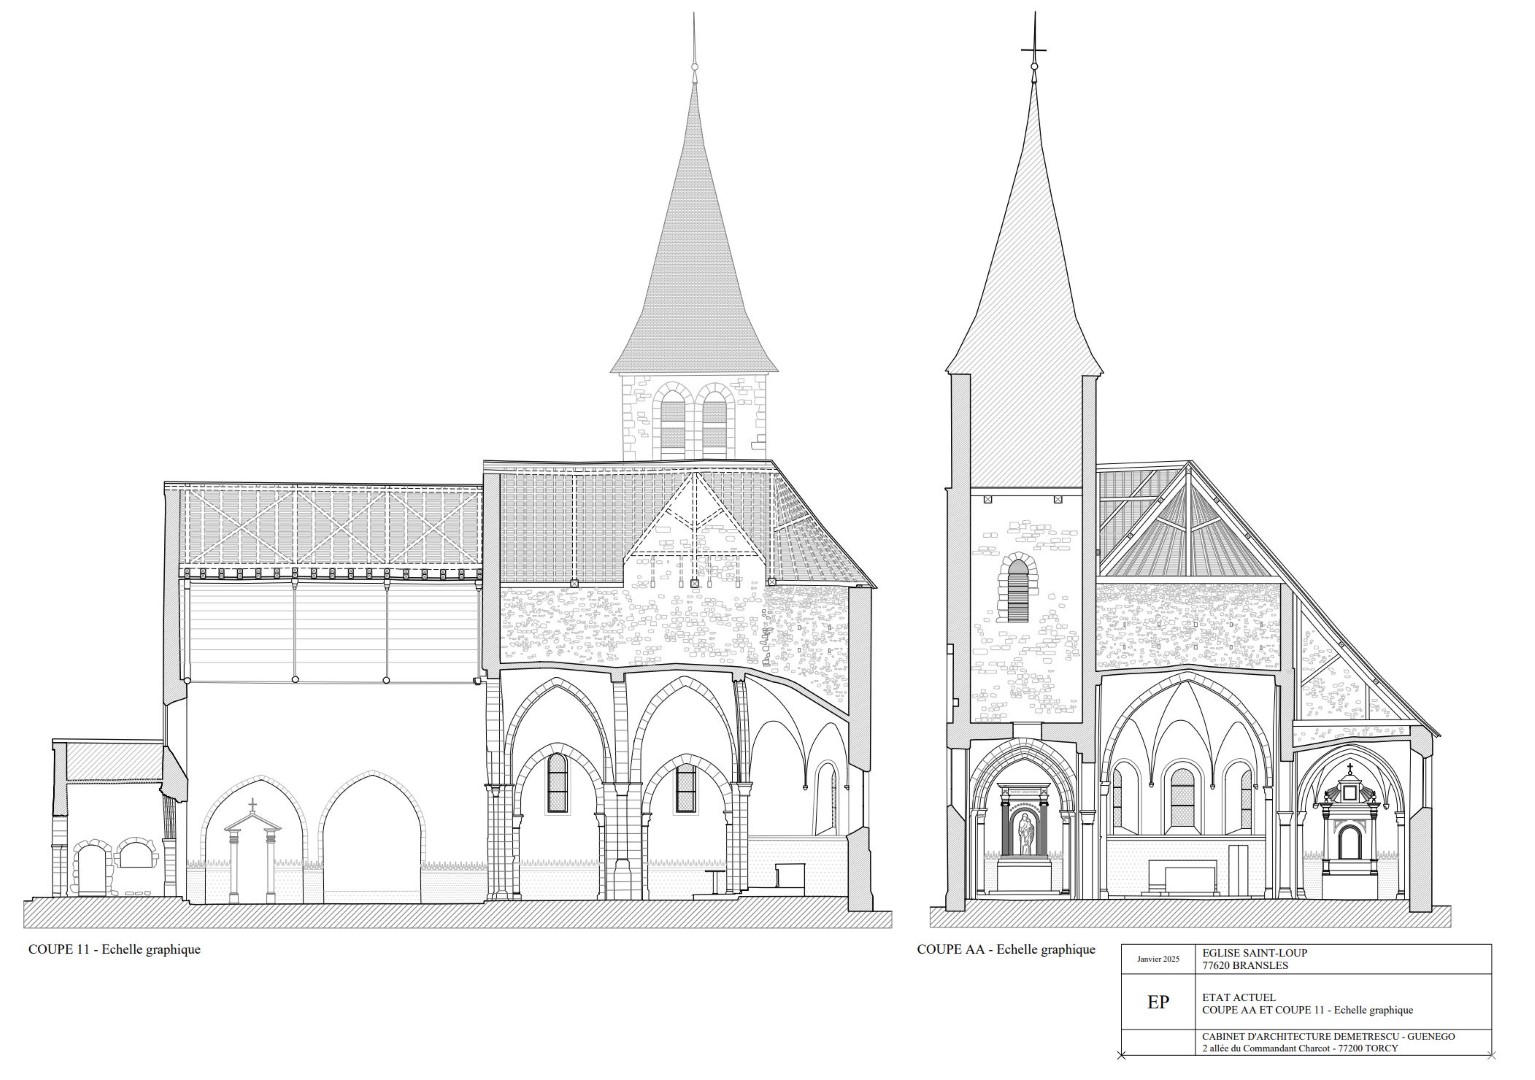 COUPE 11 - Echelle graphique
COUPE AA - Echelle graphique
Janvier 2025
EGLISE SAINT-LOUP
77620 BRANSLES
EP
ETAT ACTUEL
COUPE AA ET COUPE 11 - Echelle graphique
CABINET D'ARCHITECTURE DEMETRESCU - GUENEGO
2 allée du Commandant Charcot - 77200 TORCY